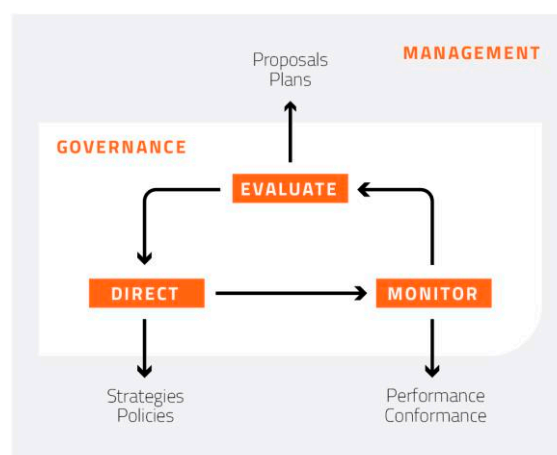 MANAGEMENT
Proposals
Plans
GOVERNANCE
EVALUATE
DIRECT
MONITOR
Strategies
Policies
Performance
Conformance